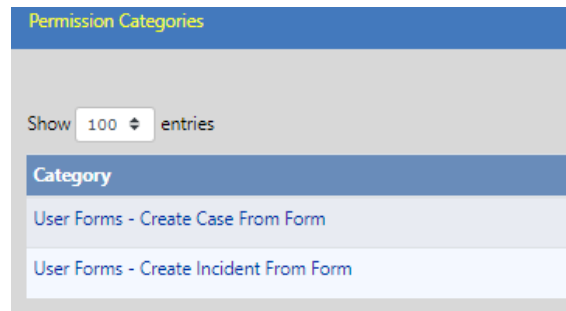 Permission Categories
Show 100 entries
Category
User Forms - Create Case From Form
User Forms - Create Incident From Form